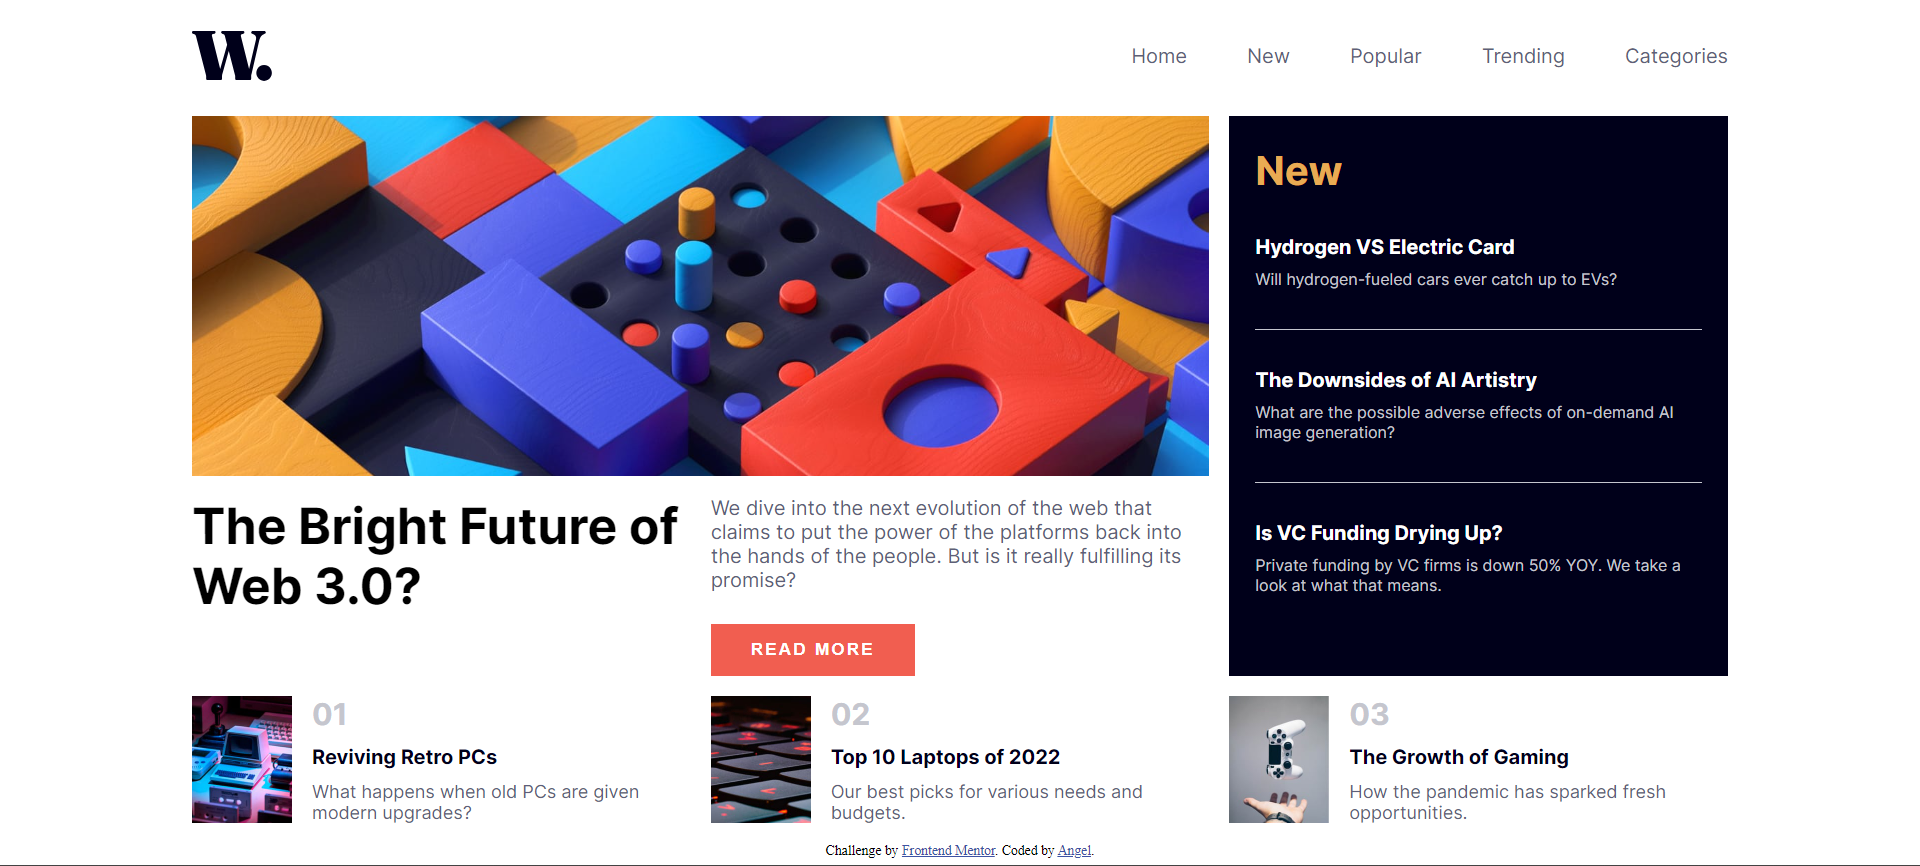 W.
Home New Popular Trending Categories
New
Hydrogen VS Electric Card
Will hydrogen-fueled cars ever catch up to EVs?
The Downsides of AI Artistry
What are the possible adverse effects of on-demand AI
image generation?
Is VC Funding Drying Up?
Private funding by VC firms is down 50% YOY. We take a
look at what that means.
The Bright Future of
Web 3.0?
We dive into the next evolution of the web that
claims to put the power of the platforms back into
the hands of the people. But is it really fulfilling its
promise?
READ MORE
01
Reviving Retro PCs
What happens when old PCs are given
modern upgrades?
02
Top 10 Laptops of 2022
Our best picks for various needs and
budgets.
03
The Growth of Gaming
How the pandemic has sparked fresh
opportunities.
Challenge by Frontend Mentor. Coded by Angel.